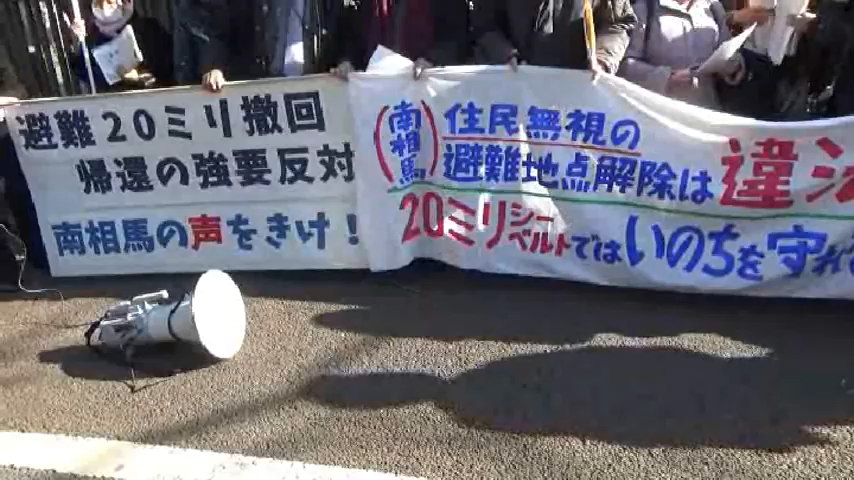 避難20ミリ撤回
帰還の強要反対
南相馬の声をきけ!
(南相馬)
住民無視の
避難地点解除は違法
20ミリシーベルトではいのちを守れ